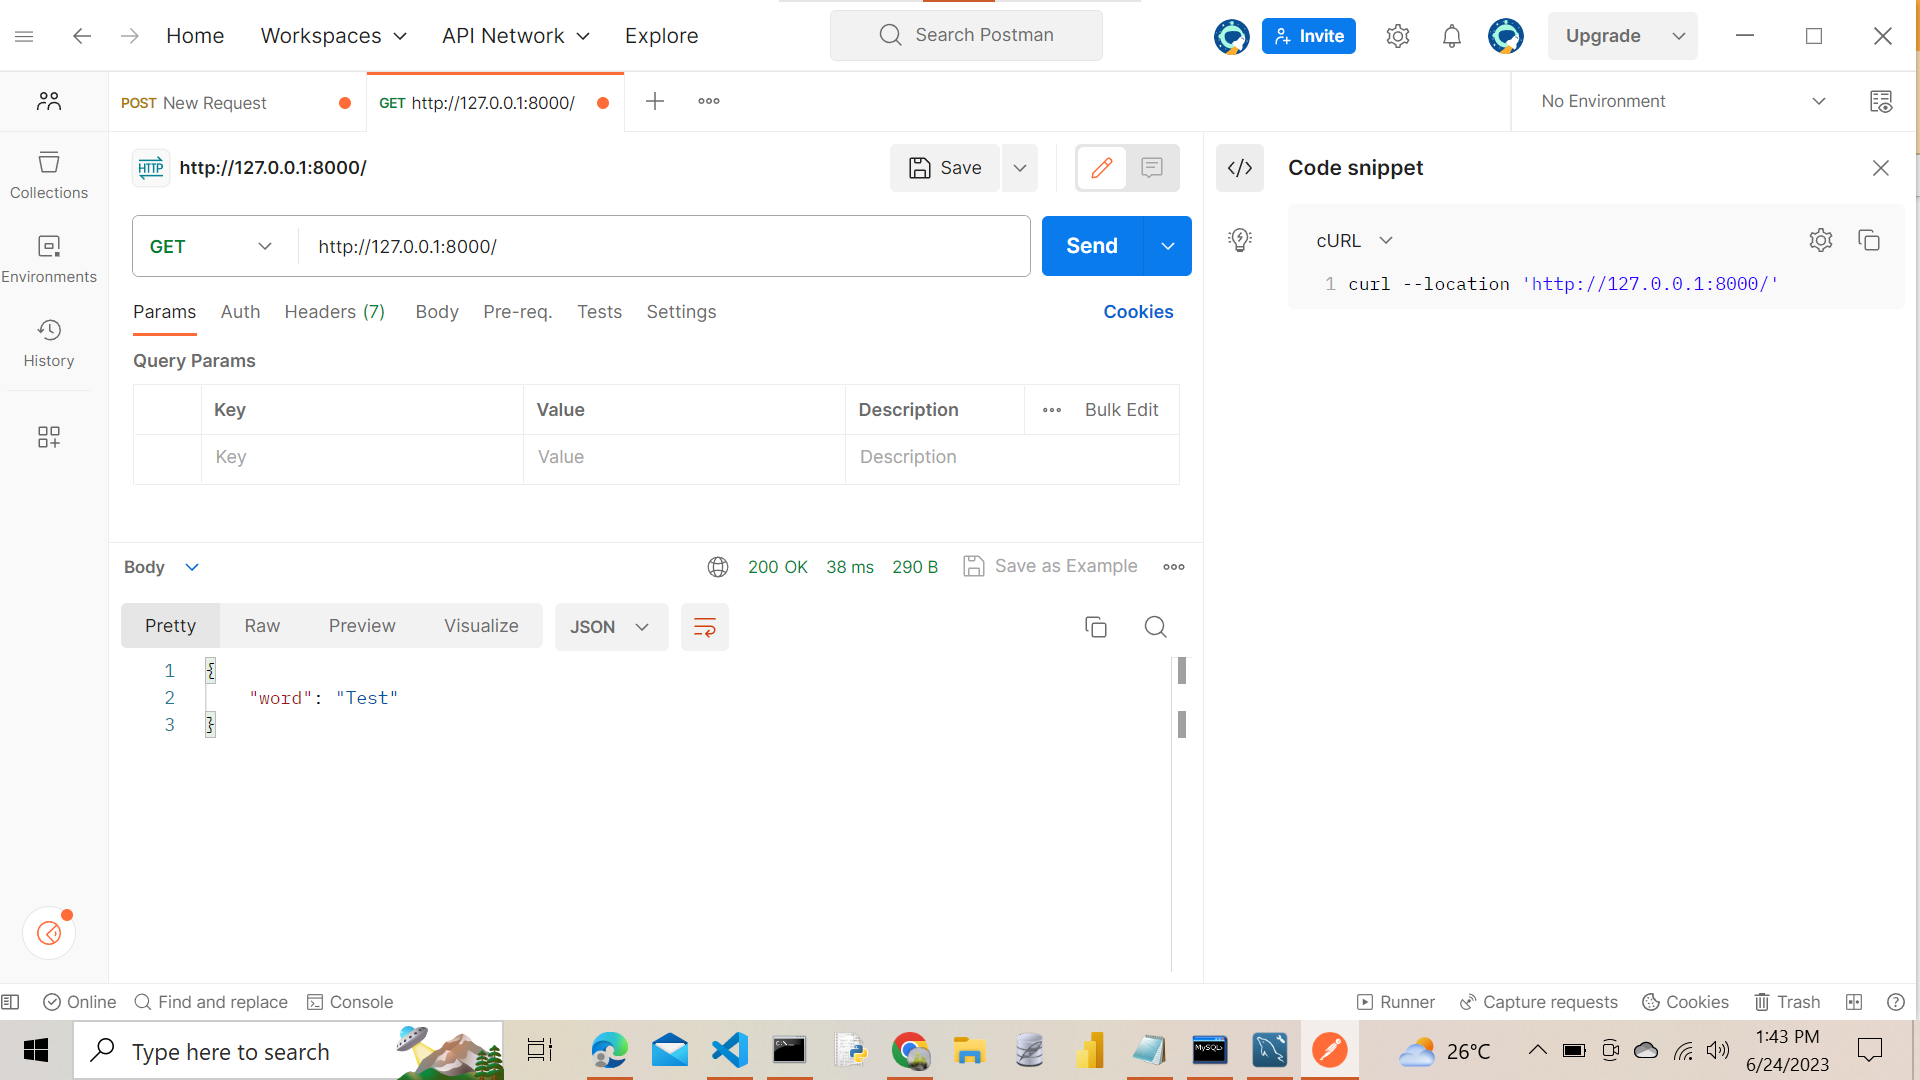 Home Workspaces API Network Explore Search Postman Invite Upgrade
POST New Request GET http://127.0.0.1:8000/ No Environment
HTTP http://127.0.0.1:8000/ Save Code snippet
Collections
GET http://127.0.0.1:8000/ Send cURL
Environments
1 curl --location 'http://127.0.0.1:8000/'
Params Auth Headers (7) Body Pre-req. Tests Settings Cookies
History
Query Params
Key Value Description Bulk Edit
Key Value Description
Body 200 OK 38 ms 290 B Save as Example
Pretty Raw Preview Visualize JSON
1 {
2 "word": "Test"
3 }
Online Find and replace Console Runner Capture requests Cookies Trash
Type here to search C:\ MySQL 26°C 1:43 PM
6/24/2023